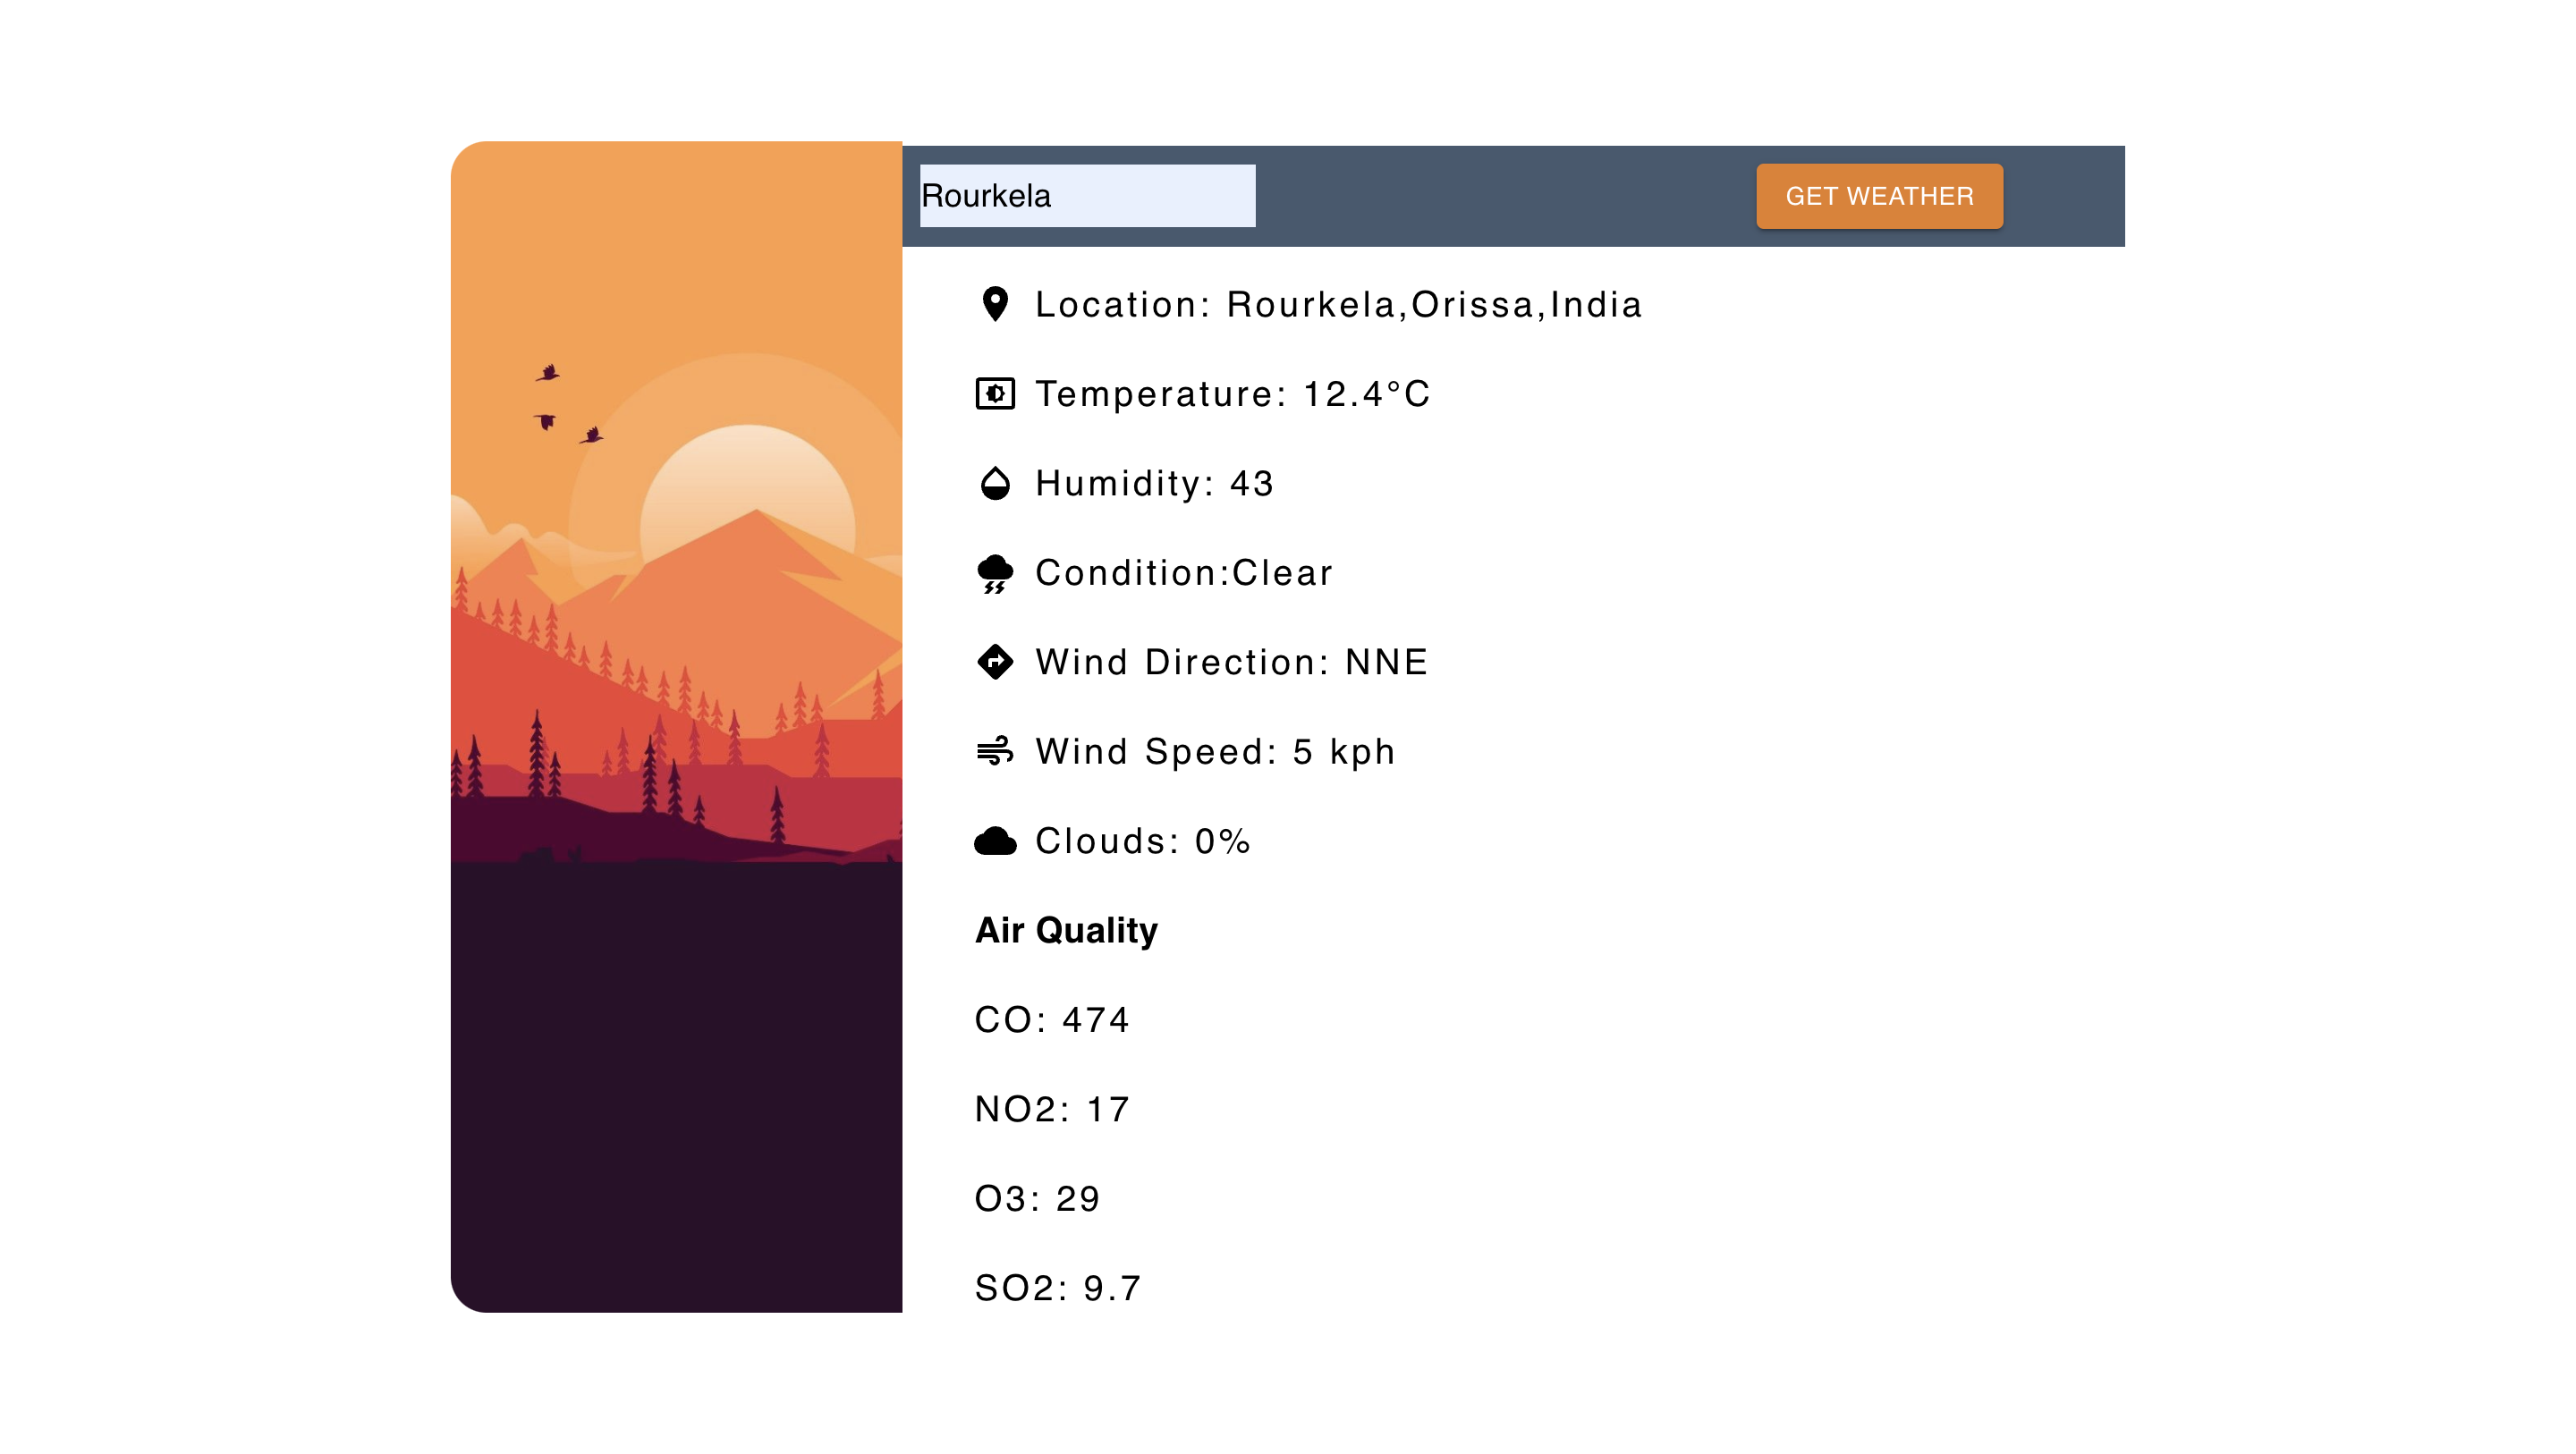 Rourkela
GET WEATHER
Location: Rourkela,Orissa,India
Temperature: 12.4°C
Humidity: 43
Condition:Clear
Wind Direction: NNE
Wind Speed: 5 kph
Clouds: 0%
Air Quality
CO: 474
NO2: 17
O3: 29
SO2: 9.7